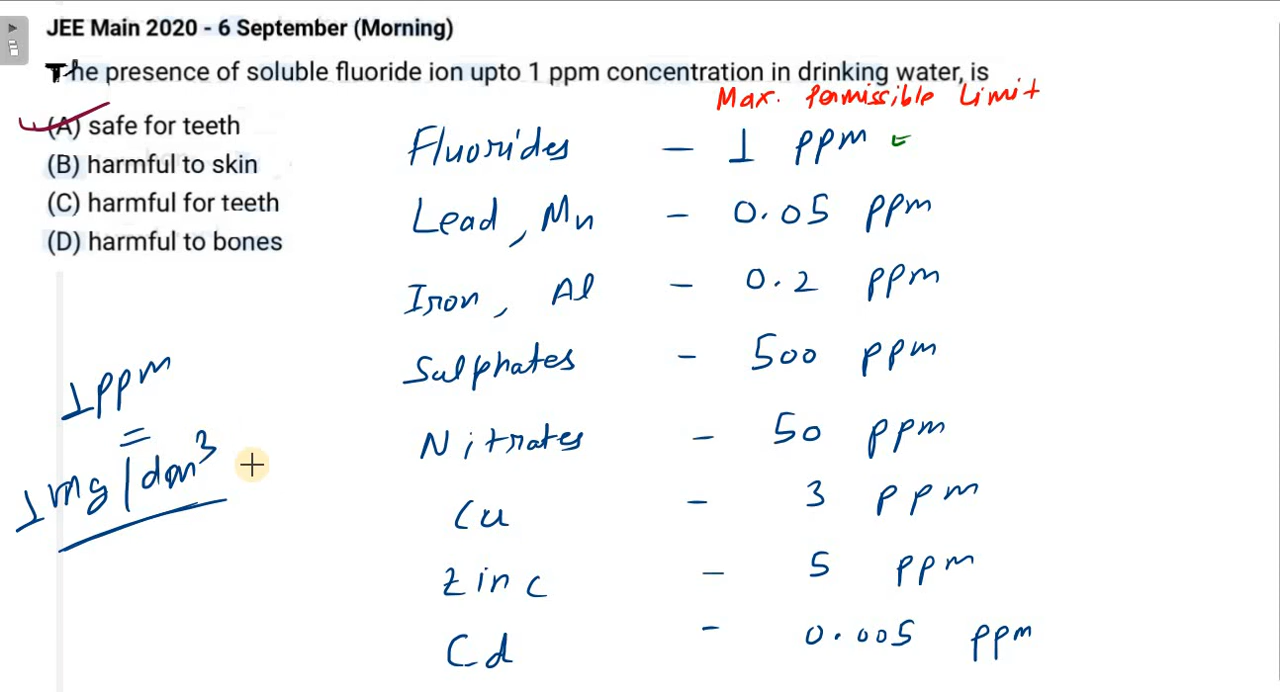 JEE Main 2020 - 6 September (Morning)
The presence of soluble fluoride ion upto 1 ppm concentration in drinking water, is
Max. Permissible Limit
(A) safe for teeth
(B) harmful to skin
(C) harmful for teeth
(D) harmful to bones
Fluorides - 1 ppm
Lead, Mn - 0.05 ppm
Iron, Al - 0.2 ppm
Sulphates - 500 ppm
Nitrates - 50 ppm
Cu - 3 ppm
Zinc - 5 ppm
Cd - 0.005 ppm
1ppm
=
1mg/dm3